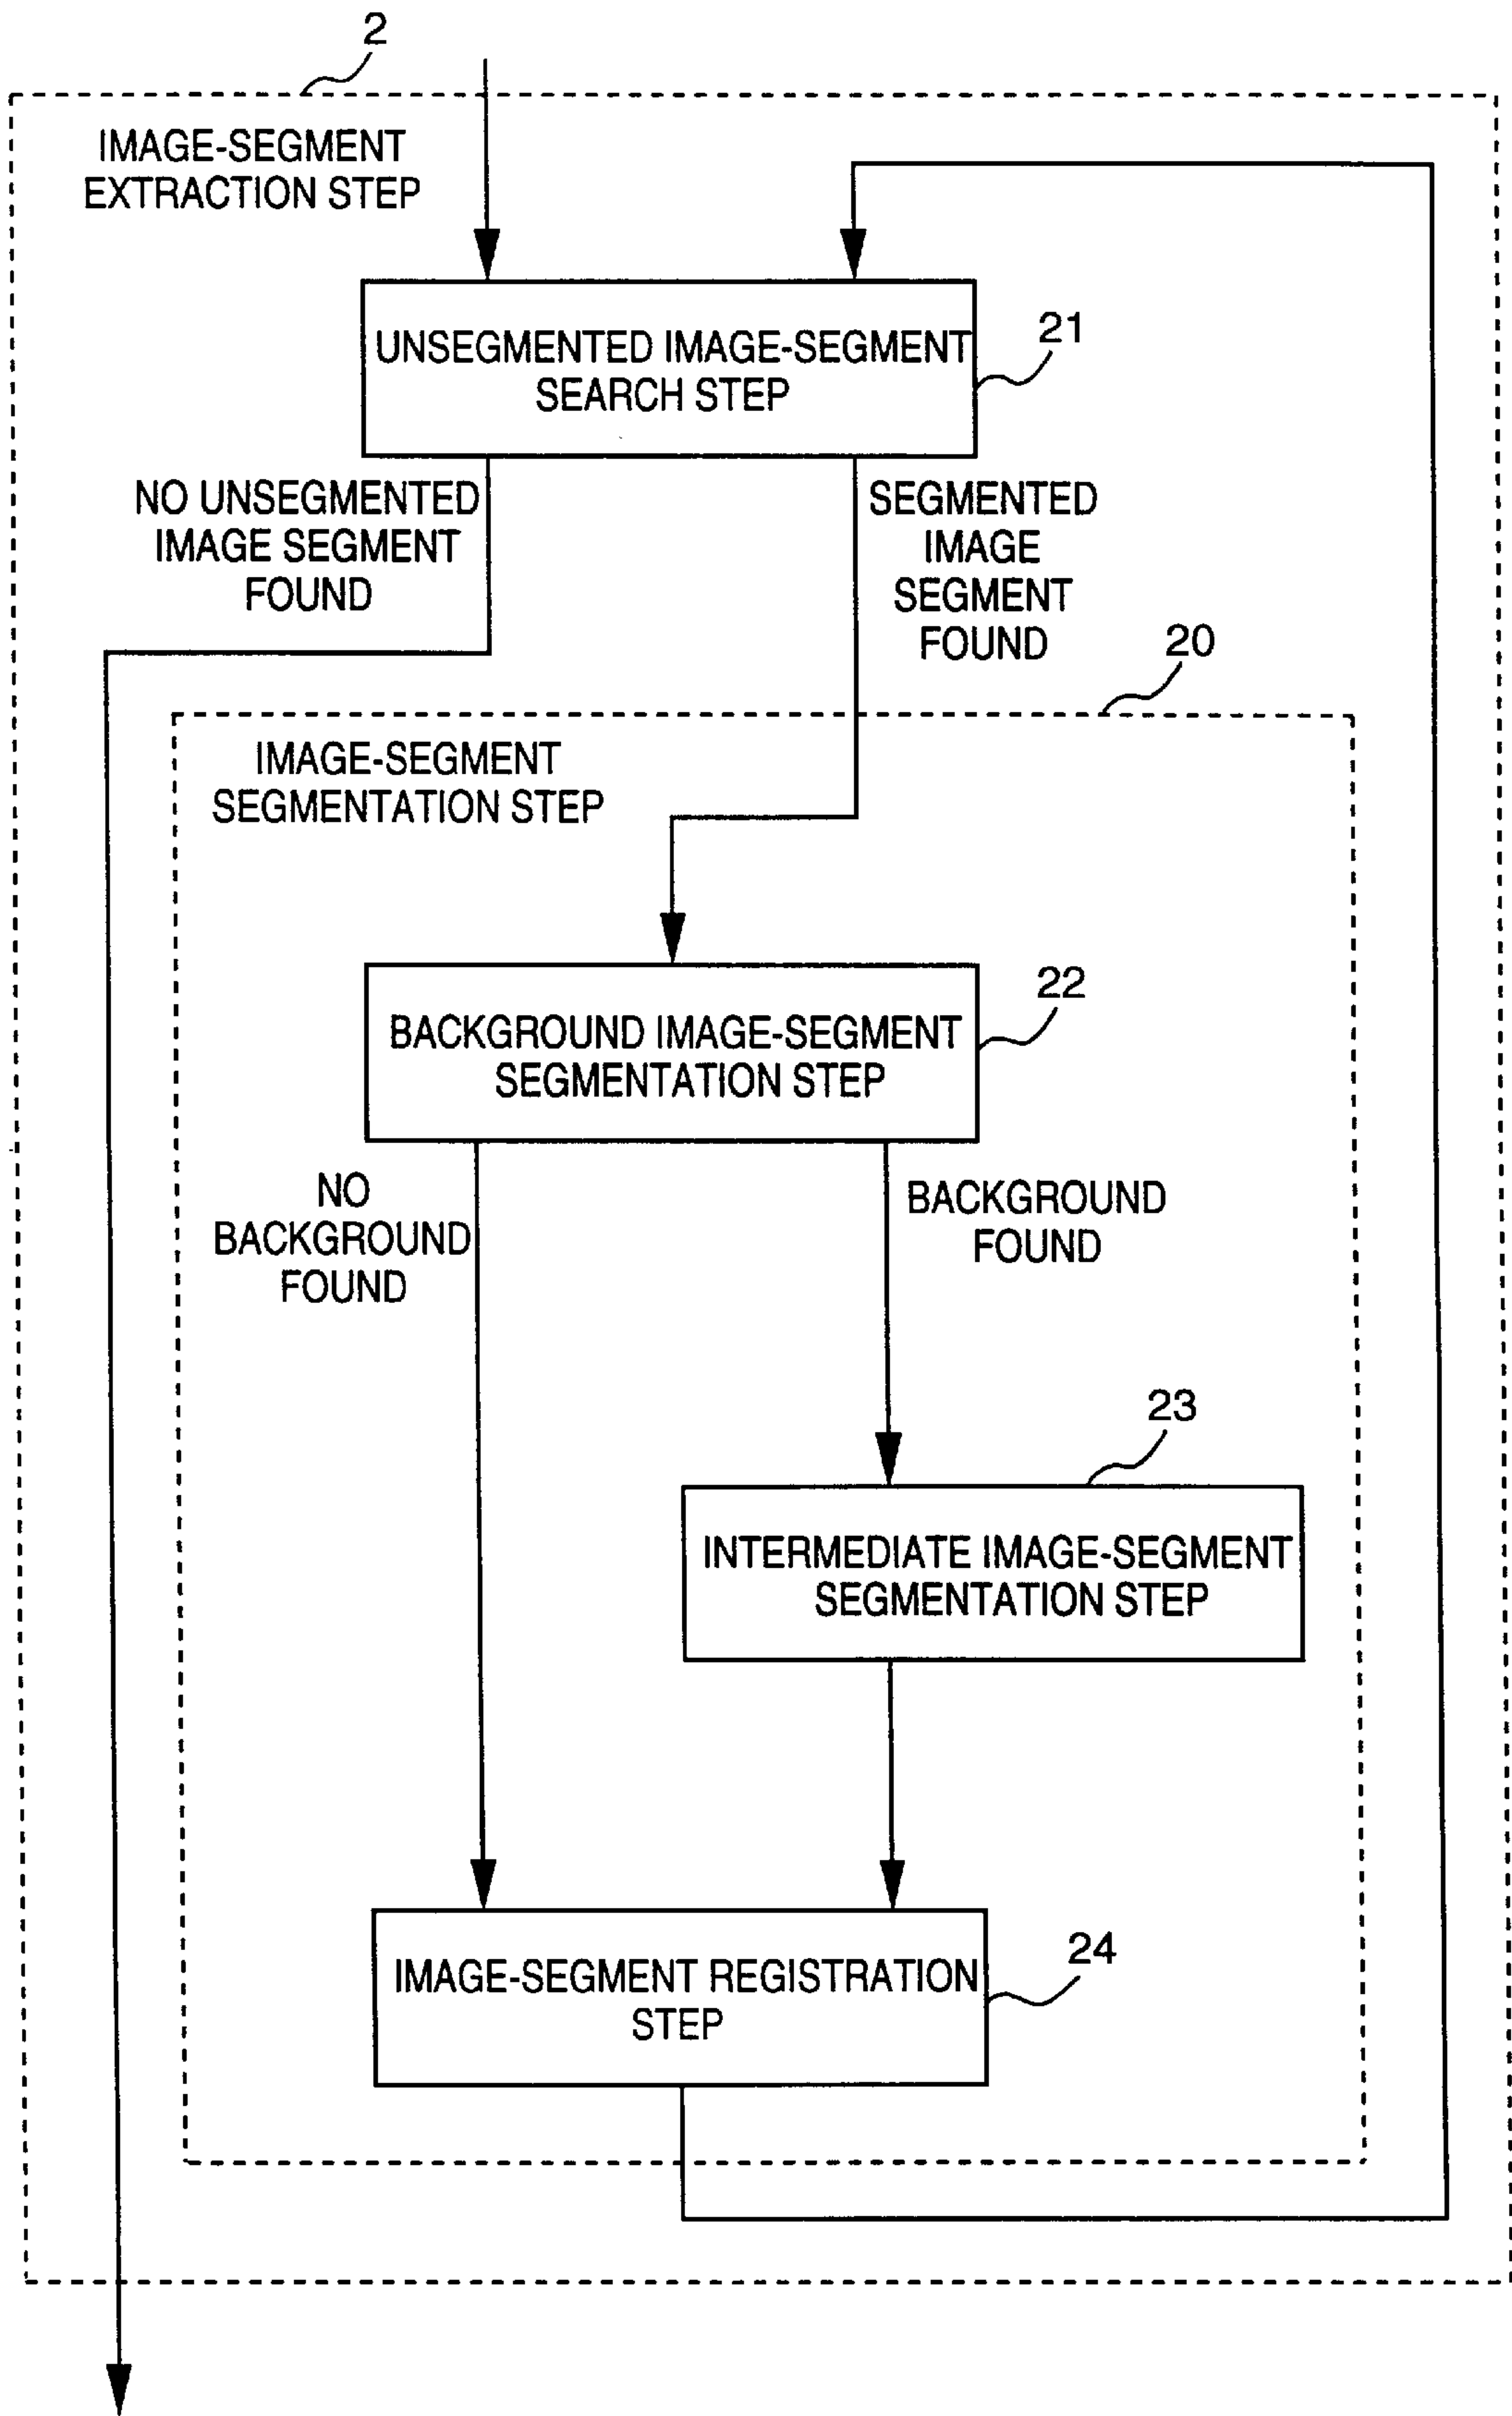 2
IMAGE-SEGMENT
EXTRACTION STEP
UNSEGMENTED IMAGE-SEGMENT
SEARCH STEP
21
NO UNSEGMENTED
IMAGE SEGMENT
FOUND
SEGMENTED
IMAGE
SEGMENT
FOUND
20
IMAGE-SEGMENT
SEGMENTATION STEP
BACKGROUND IMAGE-SEGMENT
SEGMENTATION STEP
22
NO
BACKGROUND
FOUND
BACKGROUND
FOUND
23
INTERMEDIATE IMAGE-SEGMENT
SEGMENTATION STEP
IMAGE-SEGMENT REGISTRATION
STEP
24